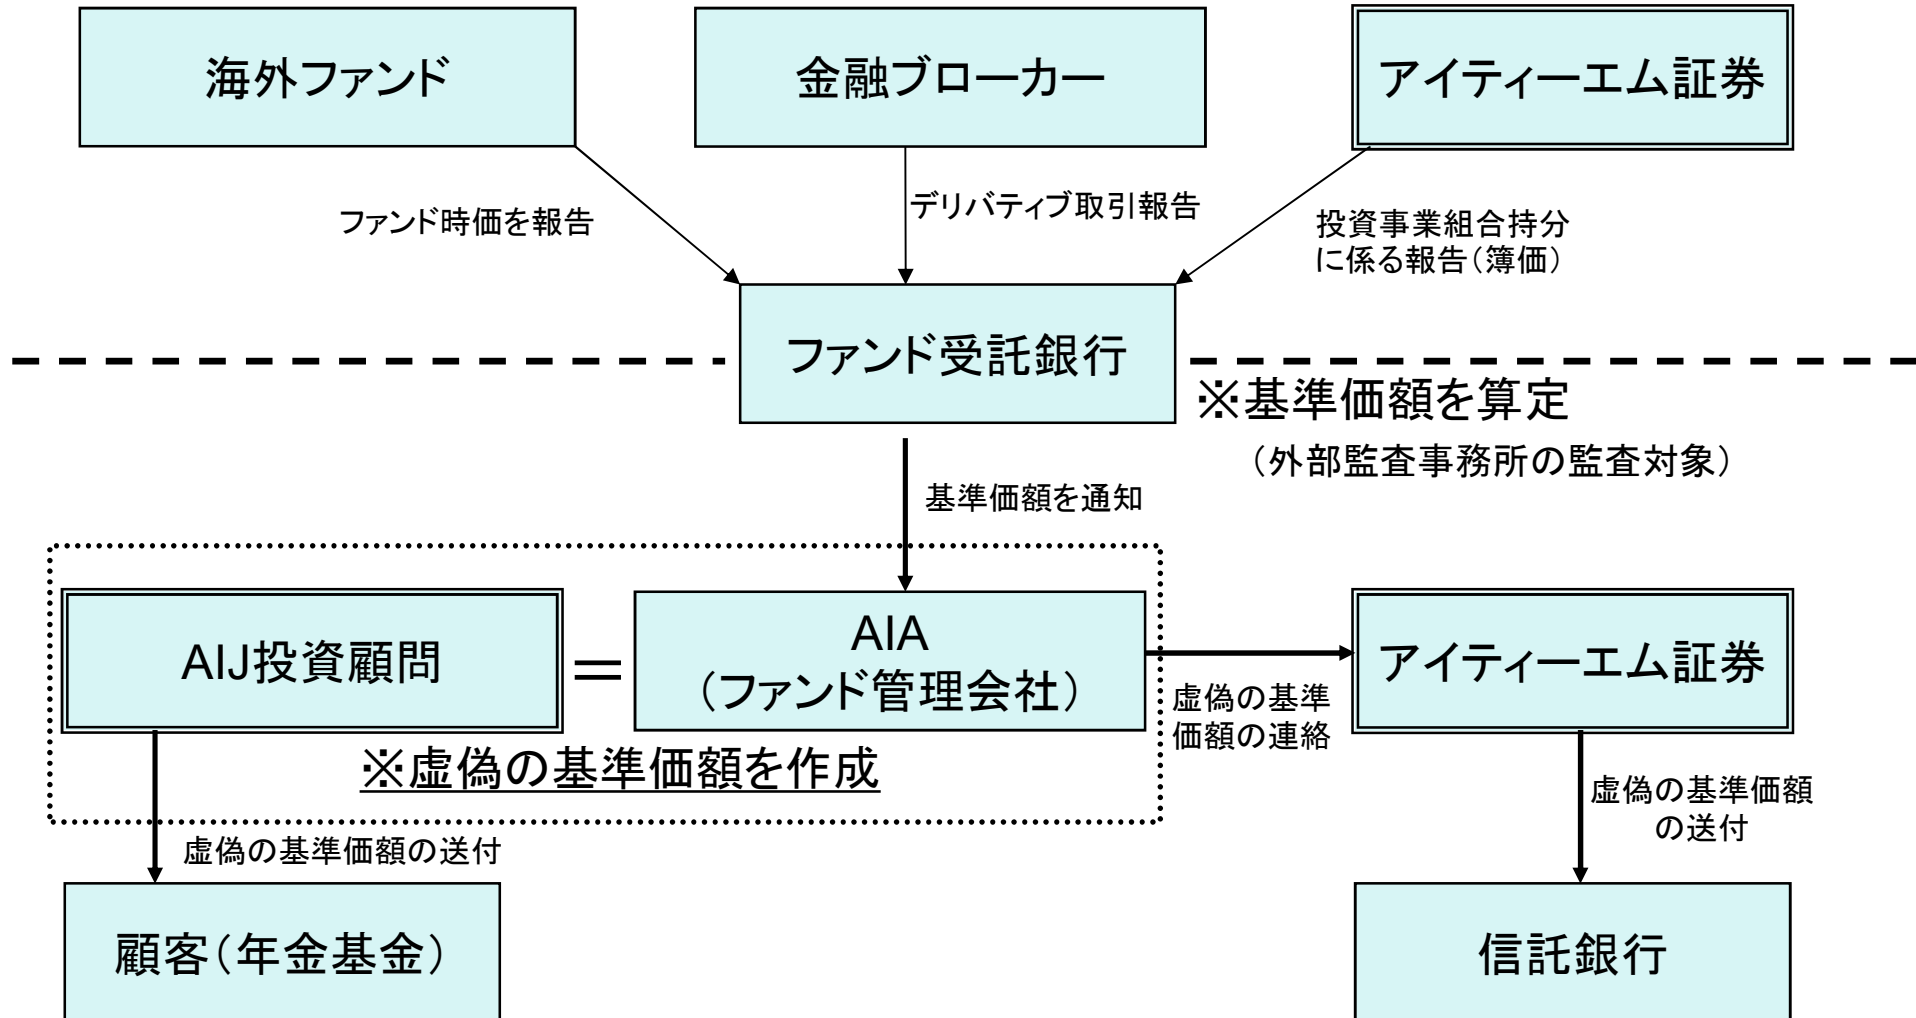 海外ファンド
金融ブローカー
アイティーエム証券
ファンド時価を報告
デリバティブ取引報告
投資事業組合持分
に係る報告（簿価）
ファンド受託銀行
※基準価額を算定
（外部監査事務所の監査対象）
基準価額を通知
AIJ投資顧問
＝
AIA
（ファンド管理会社）
虚偽の基準
価額の連絡
アイティーエム証券
※虚偽の基準価額を作成
虚偽の基準価額の送付
虚偽の基準価額
の送付
顧客（年金基金）
信託銀行